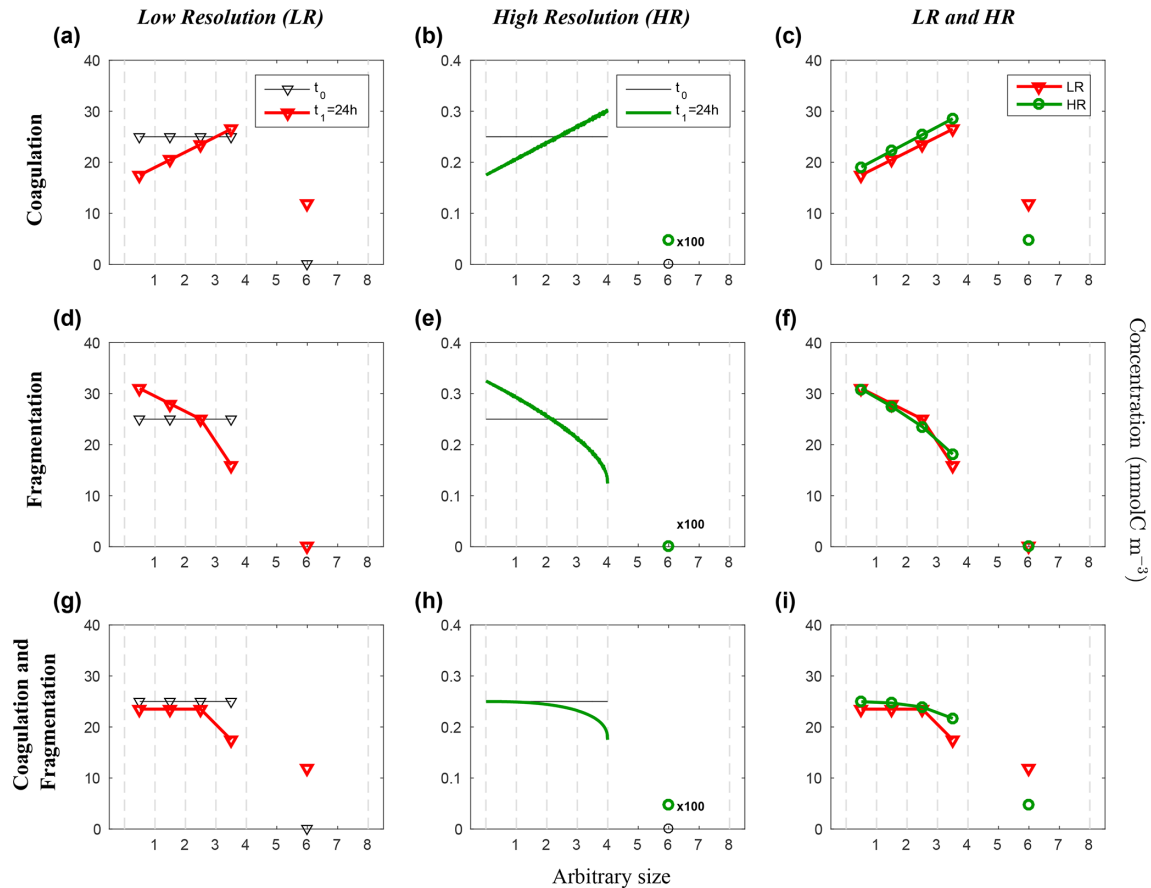 Low Resolution (LR)
High Resolution (HR)
LR and HR
(a)
(b)
(c)
Coagulation
40
30
20
10
0
t0
t1=24h
1 2 3 4 5 6 7 8
0.4
0.3
0.2
0.1
0
t0
t1=24h
x100
1 2 3 4 5 6 7 8
40
30
20
10
0
LR
HR
1 2 3 4 5 6 7 8
(d)
(e)
(f)
Fragmentation
40
30
20
10
0
1 2 3 4 5 6 7 8
0.4
0.3
0.2
0.1
0
x100
1 2 3 4 5 6 7 8
40
30
20
10
0
1 2 3 4 5 6 7 8
Concentration (mmolC m−3)
(g)
(h)
(i)
Coagulation and
Fragmentation
40
30
20
10
0
1 2 3 4 5 6 7 8
0.4
0.3
0.2
0.1
0
x100
1 2 3 4 5 6 7 8
40
30
20
10
0
1 2 3 4 5 6 7 8
Arbitrary size